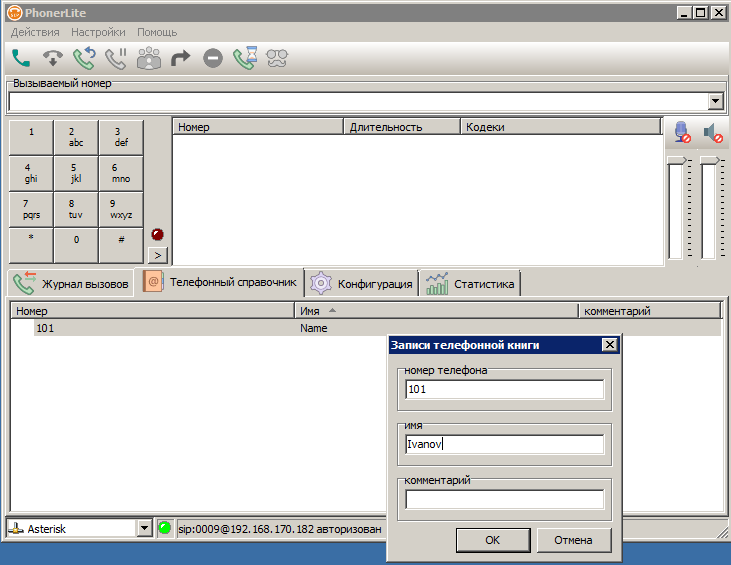 PhonerLite
Действия Настройки Помощь
Вызываемый номер
1 2 abc 3 def
4 ghi 5 jkl 6 mno
7 pqrs 8 tuv 9 wxyz
* 0 #
>
Номер Длительность Кодеки
Журнал вызовов Телефонный справочник Конфигурация Статистика
Номер Имя комментарий
101 Name
Записи телефонной книги
номер телефона
101
имя
Ivanov
комментарий
OK Отмена
Asterisk sip:0009@192.168.170.182 авторизован